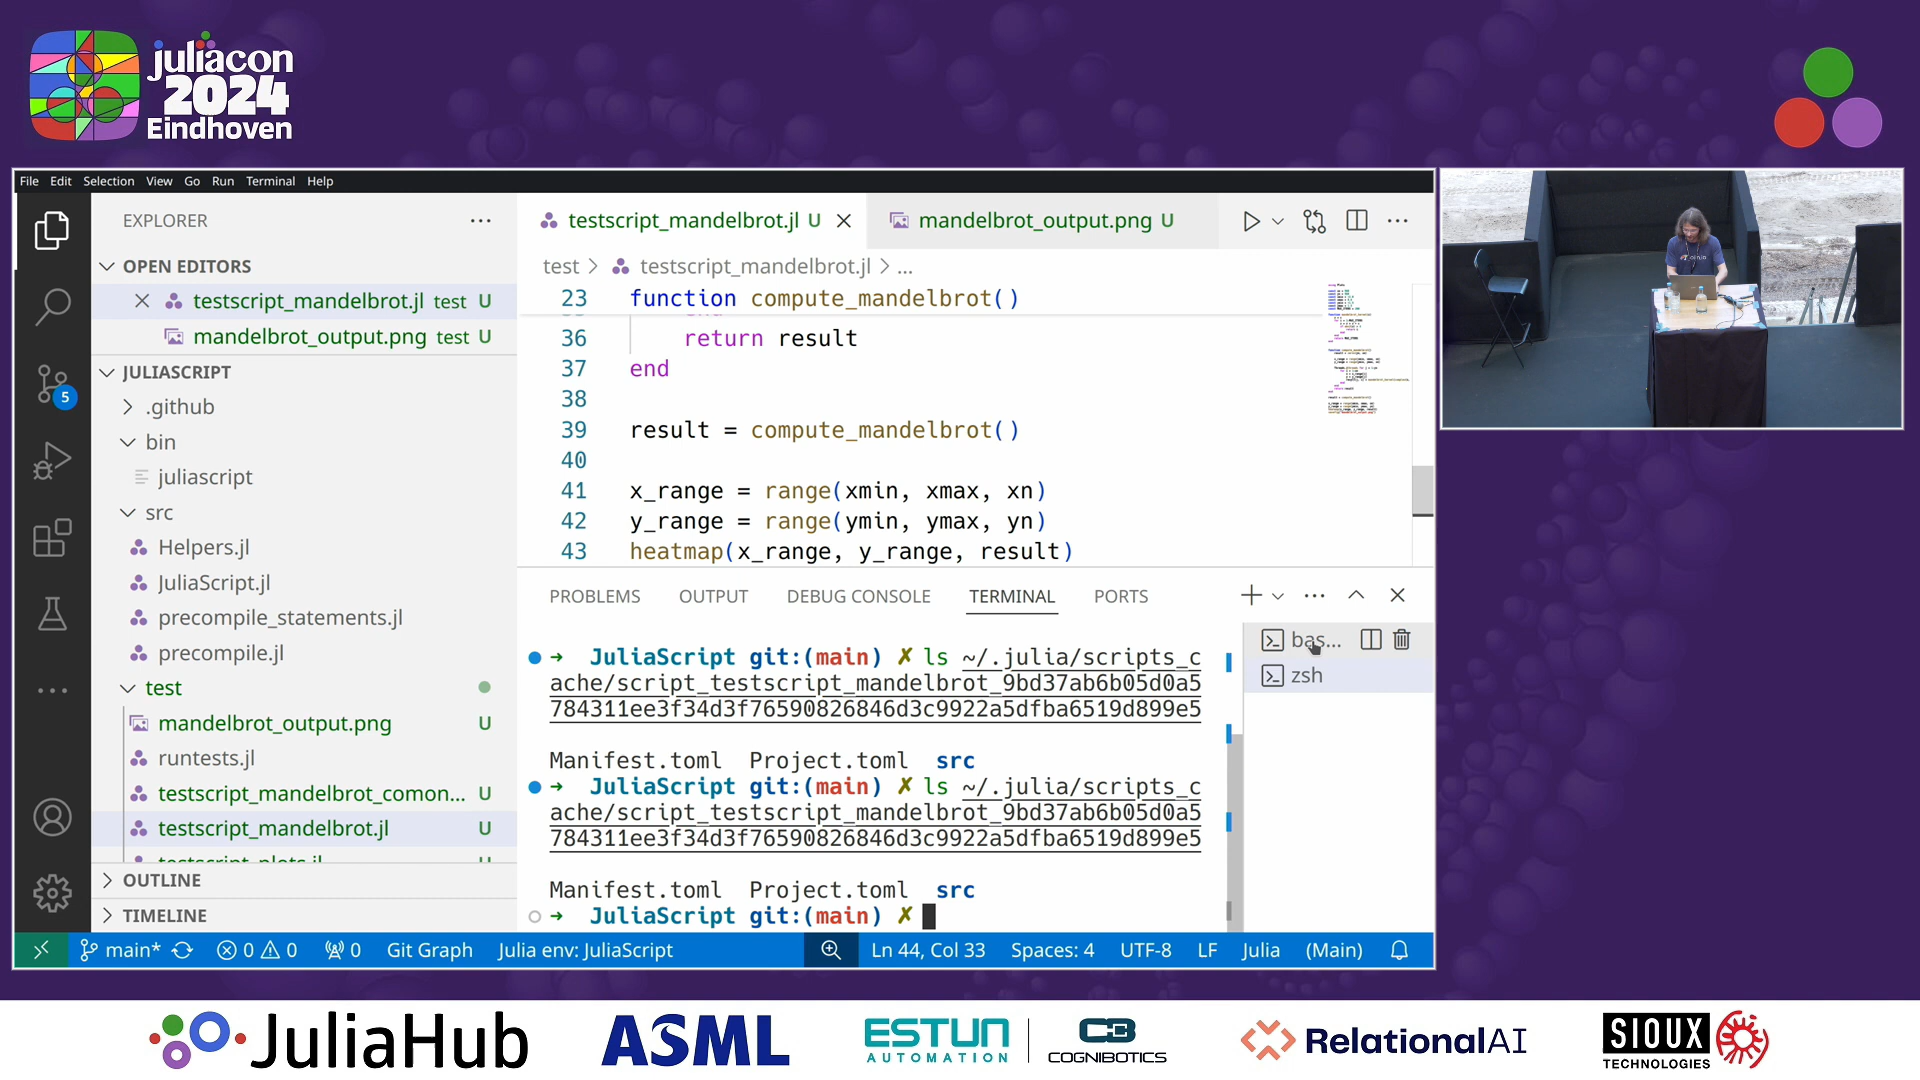 juliacon
2024
Eindhoven
File Edit Selection View Go Run Terminal Help
EXPLORER
OPEN EDITORS
testscript_mandelbrot.jl test U
mandelbrot_output.png test U
JULIASCRIPT
.github
bin
juliascript
src
Helpers.jl
JuliaScript.jl
precompile_statements.jl
precompile.jl
test
mandelbrot_output.png U
runtests.jl
testscript_mandelbrot_comon... U
testscript_mandelbrot.jl U
testscript_plots.jl U
OUTLINE
TIMELINE
5
testscript_mandelbrot.jl U
mandelbrot_output.png U
test > testscript_mandelbrot.jl > ...
23 function compute_mandelbrot()
36 return result
37 end
38
39 result = compute_mandelbrot()
40
41 x_range = range(xmin, xmax, xn)
42 y_range = range(ymin, ymax, yn)
43 heatmap(x_range, y_range, result)
PROBLEMS OUTPUT DEBUG CONSOLE TERMINAL PORTS
➜ JuliaScript git:(main) ✗ ls ~/.julia/scripts_c
ache/script_testscript_mandelbrot_9bd37ab6b05d0a5
784311ee3f34d3f76590826846d3c9922a5dfba6519d899e5
Manifest.toml Project.toml src
➜ JuliaScript git:(main) ✗ ls ~/.julia/scripts_c
ache/script_testscript_mandelbrot_9bd37ab6b05d0a5
784311ee3f34d3f76590826846d3c9922a5dfba6519d899e5
Manifest.toml Project.toml src
➜ JuliaScript git:(main) ✗
bas...
zsh
main* 0 0 0 Git Graph Julia env: JuliaScript Ln 44, Col 33 Spaces: 4 UTF-8 LF Julia (Main)
JuliaHub
ASML
ESTUN
AUTOMATION
COGNIBOTICS
RelationalAI
SIOUX
TECHNOLOGIES